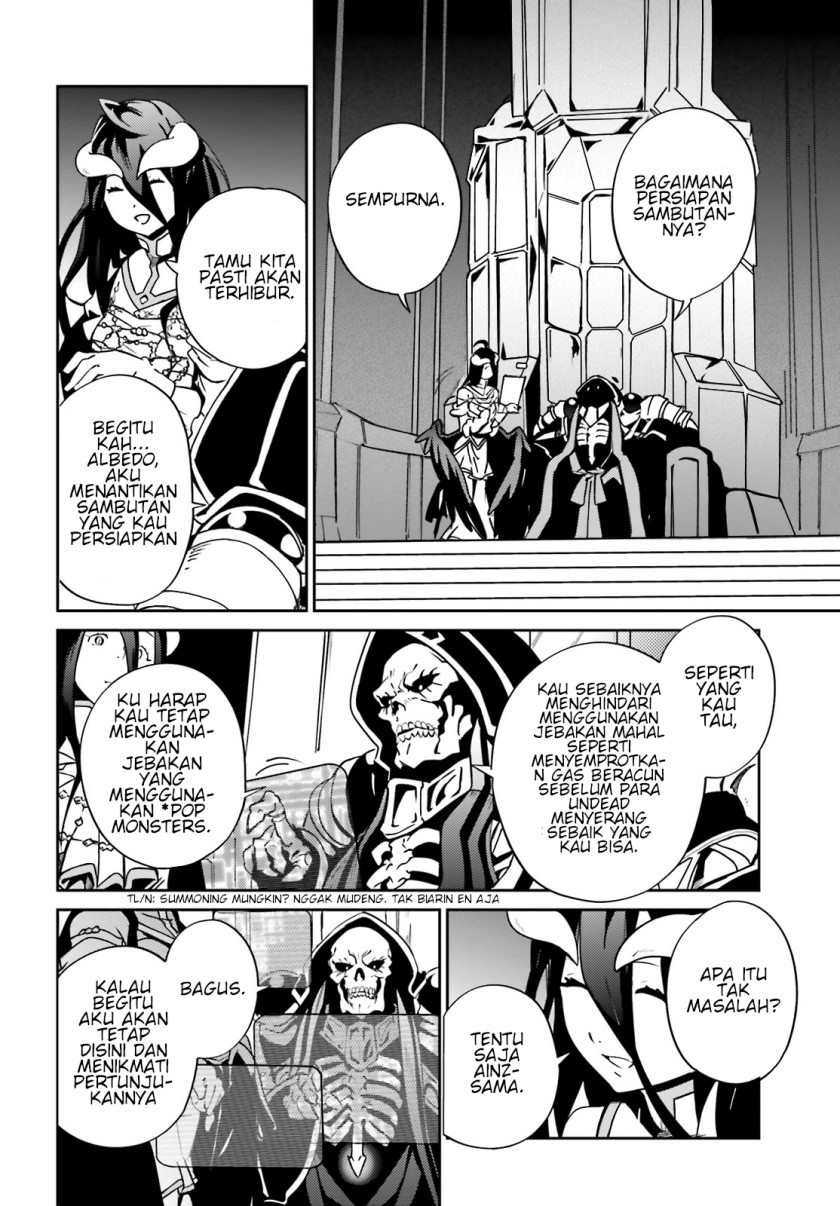 BAGAIMANA
PERSIAPAN
SAMBUTAN-
NYA?
SEMPURNA.
TAMU KITA
PASTI AKAN
TERHIBUR.
BEGITU
KAH...
ALBEDO,
AKU
MENANTIKAN
SAMBUTAN
YANG KAU
PERSIAPKAN
SEPERTI
YANG
KAU
TAU,
KAU SEBAIKNYA
MENGHINDARI
MENGGUNAKAN
JEBAKAN MAHAL
SEPERTI
MENYEMPROTKA-
N GAS BERACUN
SEBELUM PARA
UNDEAD
MENYERANG
SEBAIK YANG
KAU BISA.
KU HARAP
KAU TETAP
MENGGUNA-
KAN
JEBAKAN
YANG
MENGGUNA-
KAN *POP
MONSTERS.
TL/N: SUMMONING MUNGKIN? NGGAK MUDENG. TAK BIARIN EN AJA
APA ITU
TAK
MASALAH?
TENTU
SAJA
AINZ-
SAMA.
BAGUS.
KALAU
BEGITU
AKU AKAN
TETAP
DISINI DAN
MENIKMATI
PERTUNJU-
KANNYA